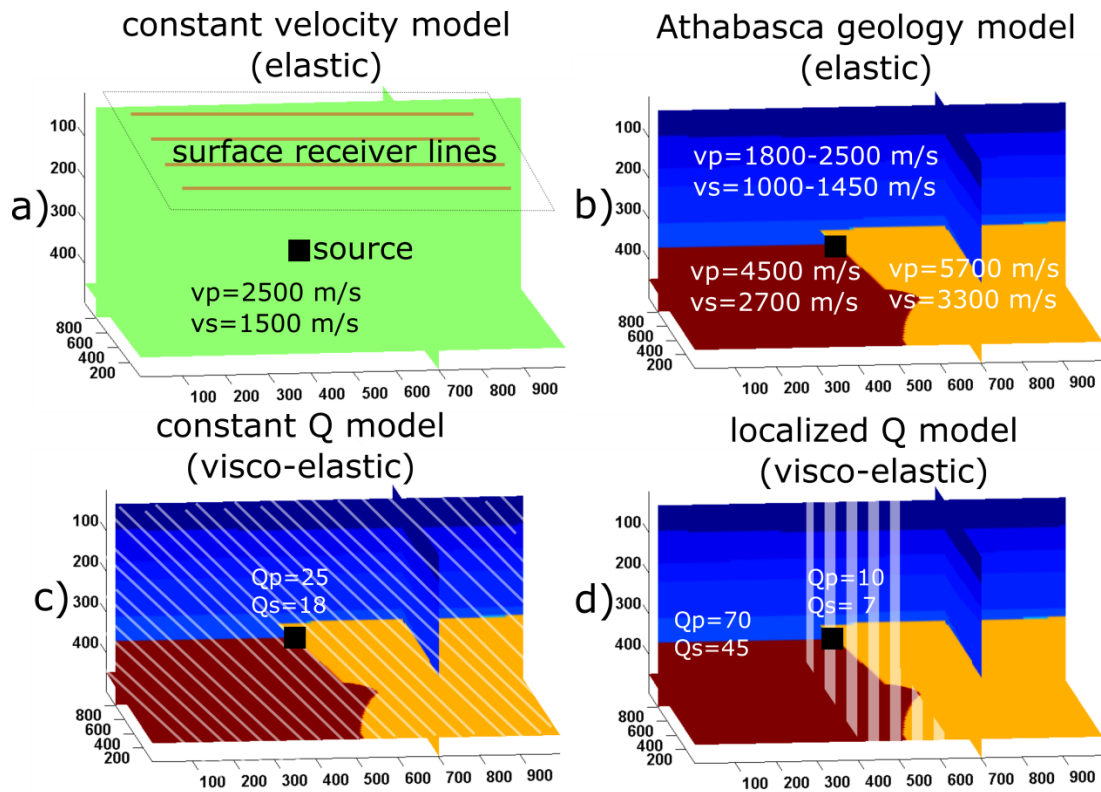 constant velocity model
(elastic)
100
200
300
400
800
600
400
200
100 200 300 400 500 600 700 800 900
surface receiver lines
a)
source
vp=2500 m/s
vs=1500 m/s
Athabasca geology model
(elastic)
100
200
300
400
800
600
400
200
100 200 300 400 500 600 700 800 900
b)
vp=1800-2500 m/s
vs=1000-1450 m/s
vp=4500 m/s
vs=2700 m/s
vp=5700 m/s
vs=3300 m/s
constant Q model
(visco-elastic)
100
200
300
400
800
600
400
200
100 200 300 400 500 600 700 800 900
c)
Qp=25
Qs=18
localized Q model
(visco-elastic)
100
200
300
400
800
600
400
200
100 200 300 400 500 600 700 800 900
d)
Qp=10
Qs= 7
Qp=70
Qs=45